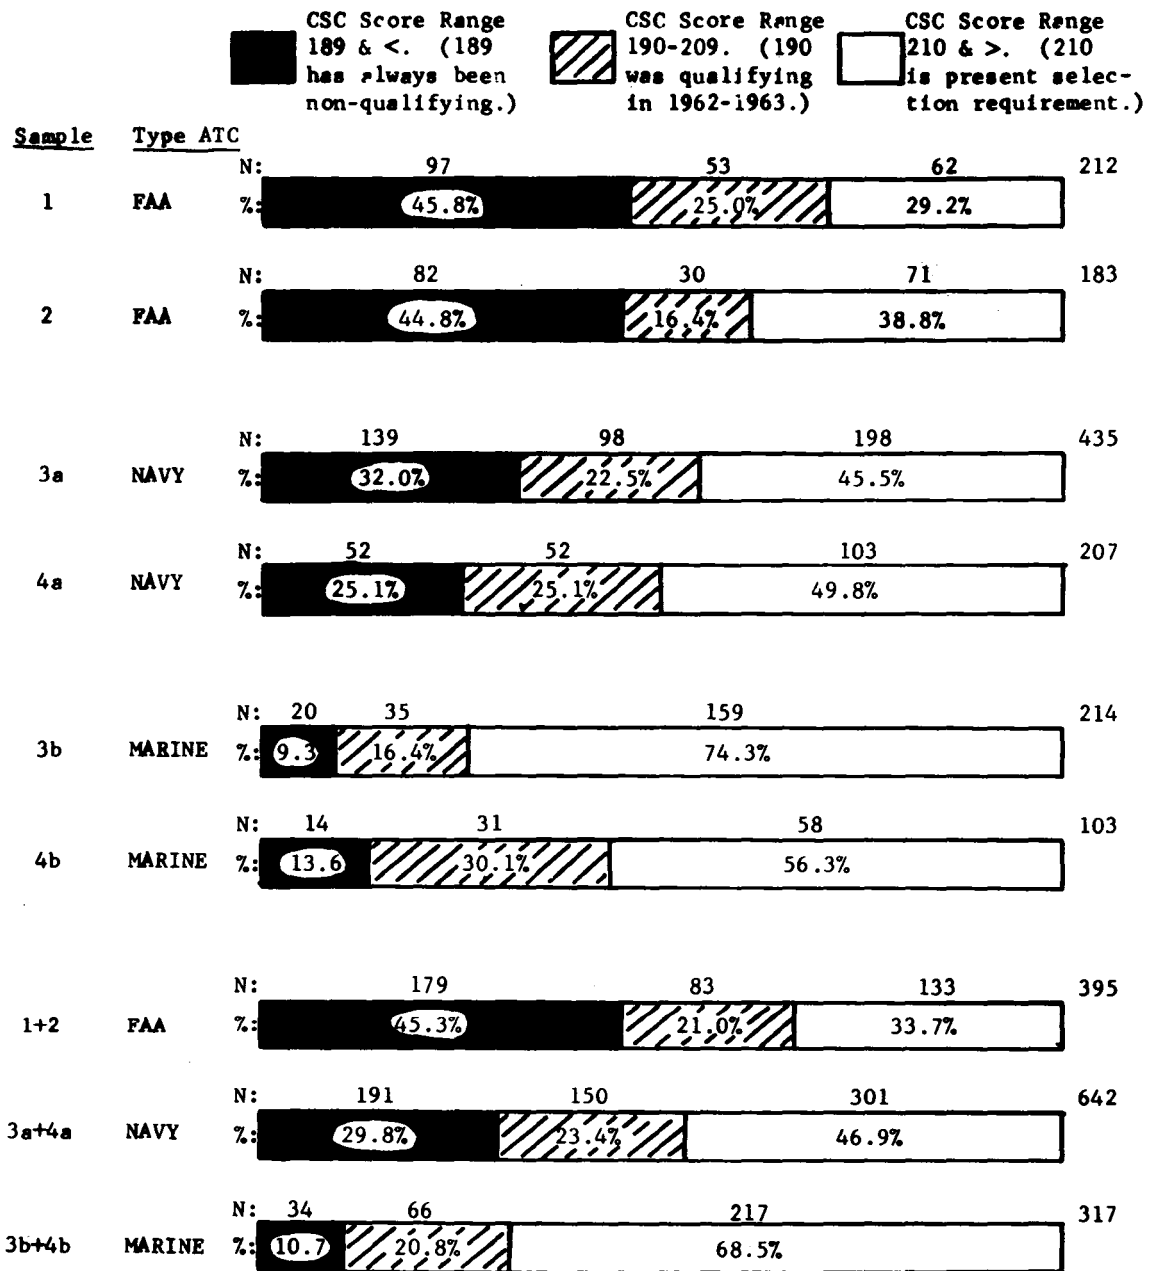 CSC Score Range
189 & <. (189
has always been
non-qualifying.)
CSC Score Range
190-209. (190
was qualifying
in 1962-1963.)
CSC Score Range
210 & >. (210
is present selec-
tion requirement.)
Sample Type ATC
N: 97 53 62 212
1 FAA %: 45.8% 25.0% 29.2%
N: 82 30 71 183
2 FAA %: 44.8% 16.4% 38.8%
N: 139 98 198 435
3a NAVY %: 32.0% 22.5% 45.5%
N: 52 52 103 207
4a NAVY %: 25.1% 25.1% 49.8%
N: 20 35 159 214
3b MARINE %: 9.3 16.4% 74.3%
N: 14 31 58 103
4b MARINE %: 13.6 30.1% 56.3%
N: 179 83 133 395
1+2 FAA %: 45.3% 21.0% 33.7%
N: 191 150 301 642
3a+4a NAVY %: 29.8% 23.4% 46.9%
N: 34 66 217 317
3b+4b MARINE %: 10.7 20.8% 68.5%